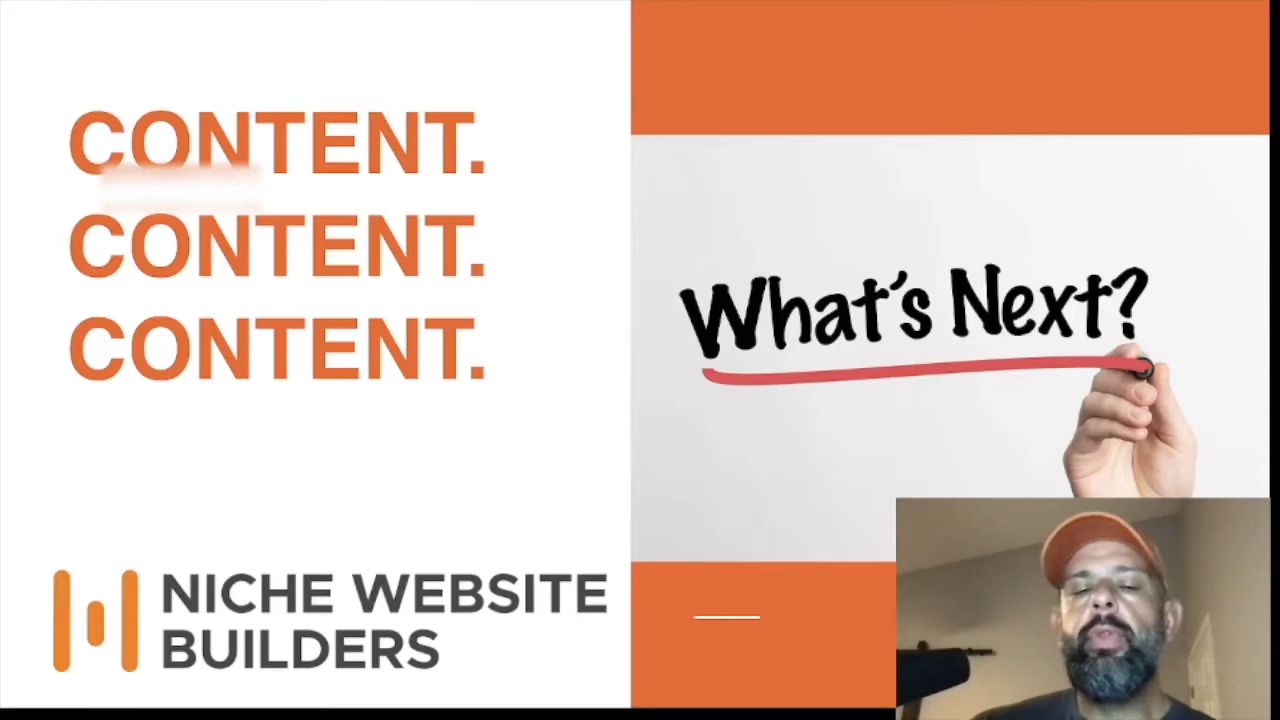 CONTENT.
CONTENT.
CONTENT.
What's Next?
NICHE WEBSITE
BUILDERS